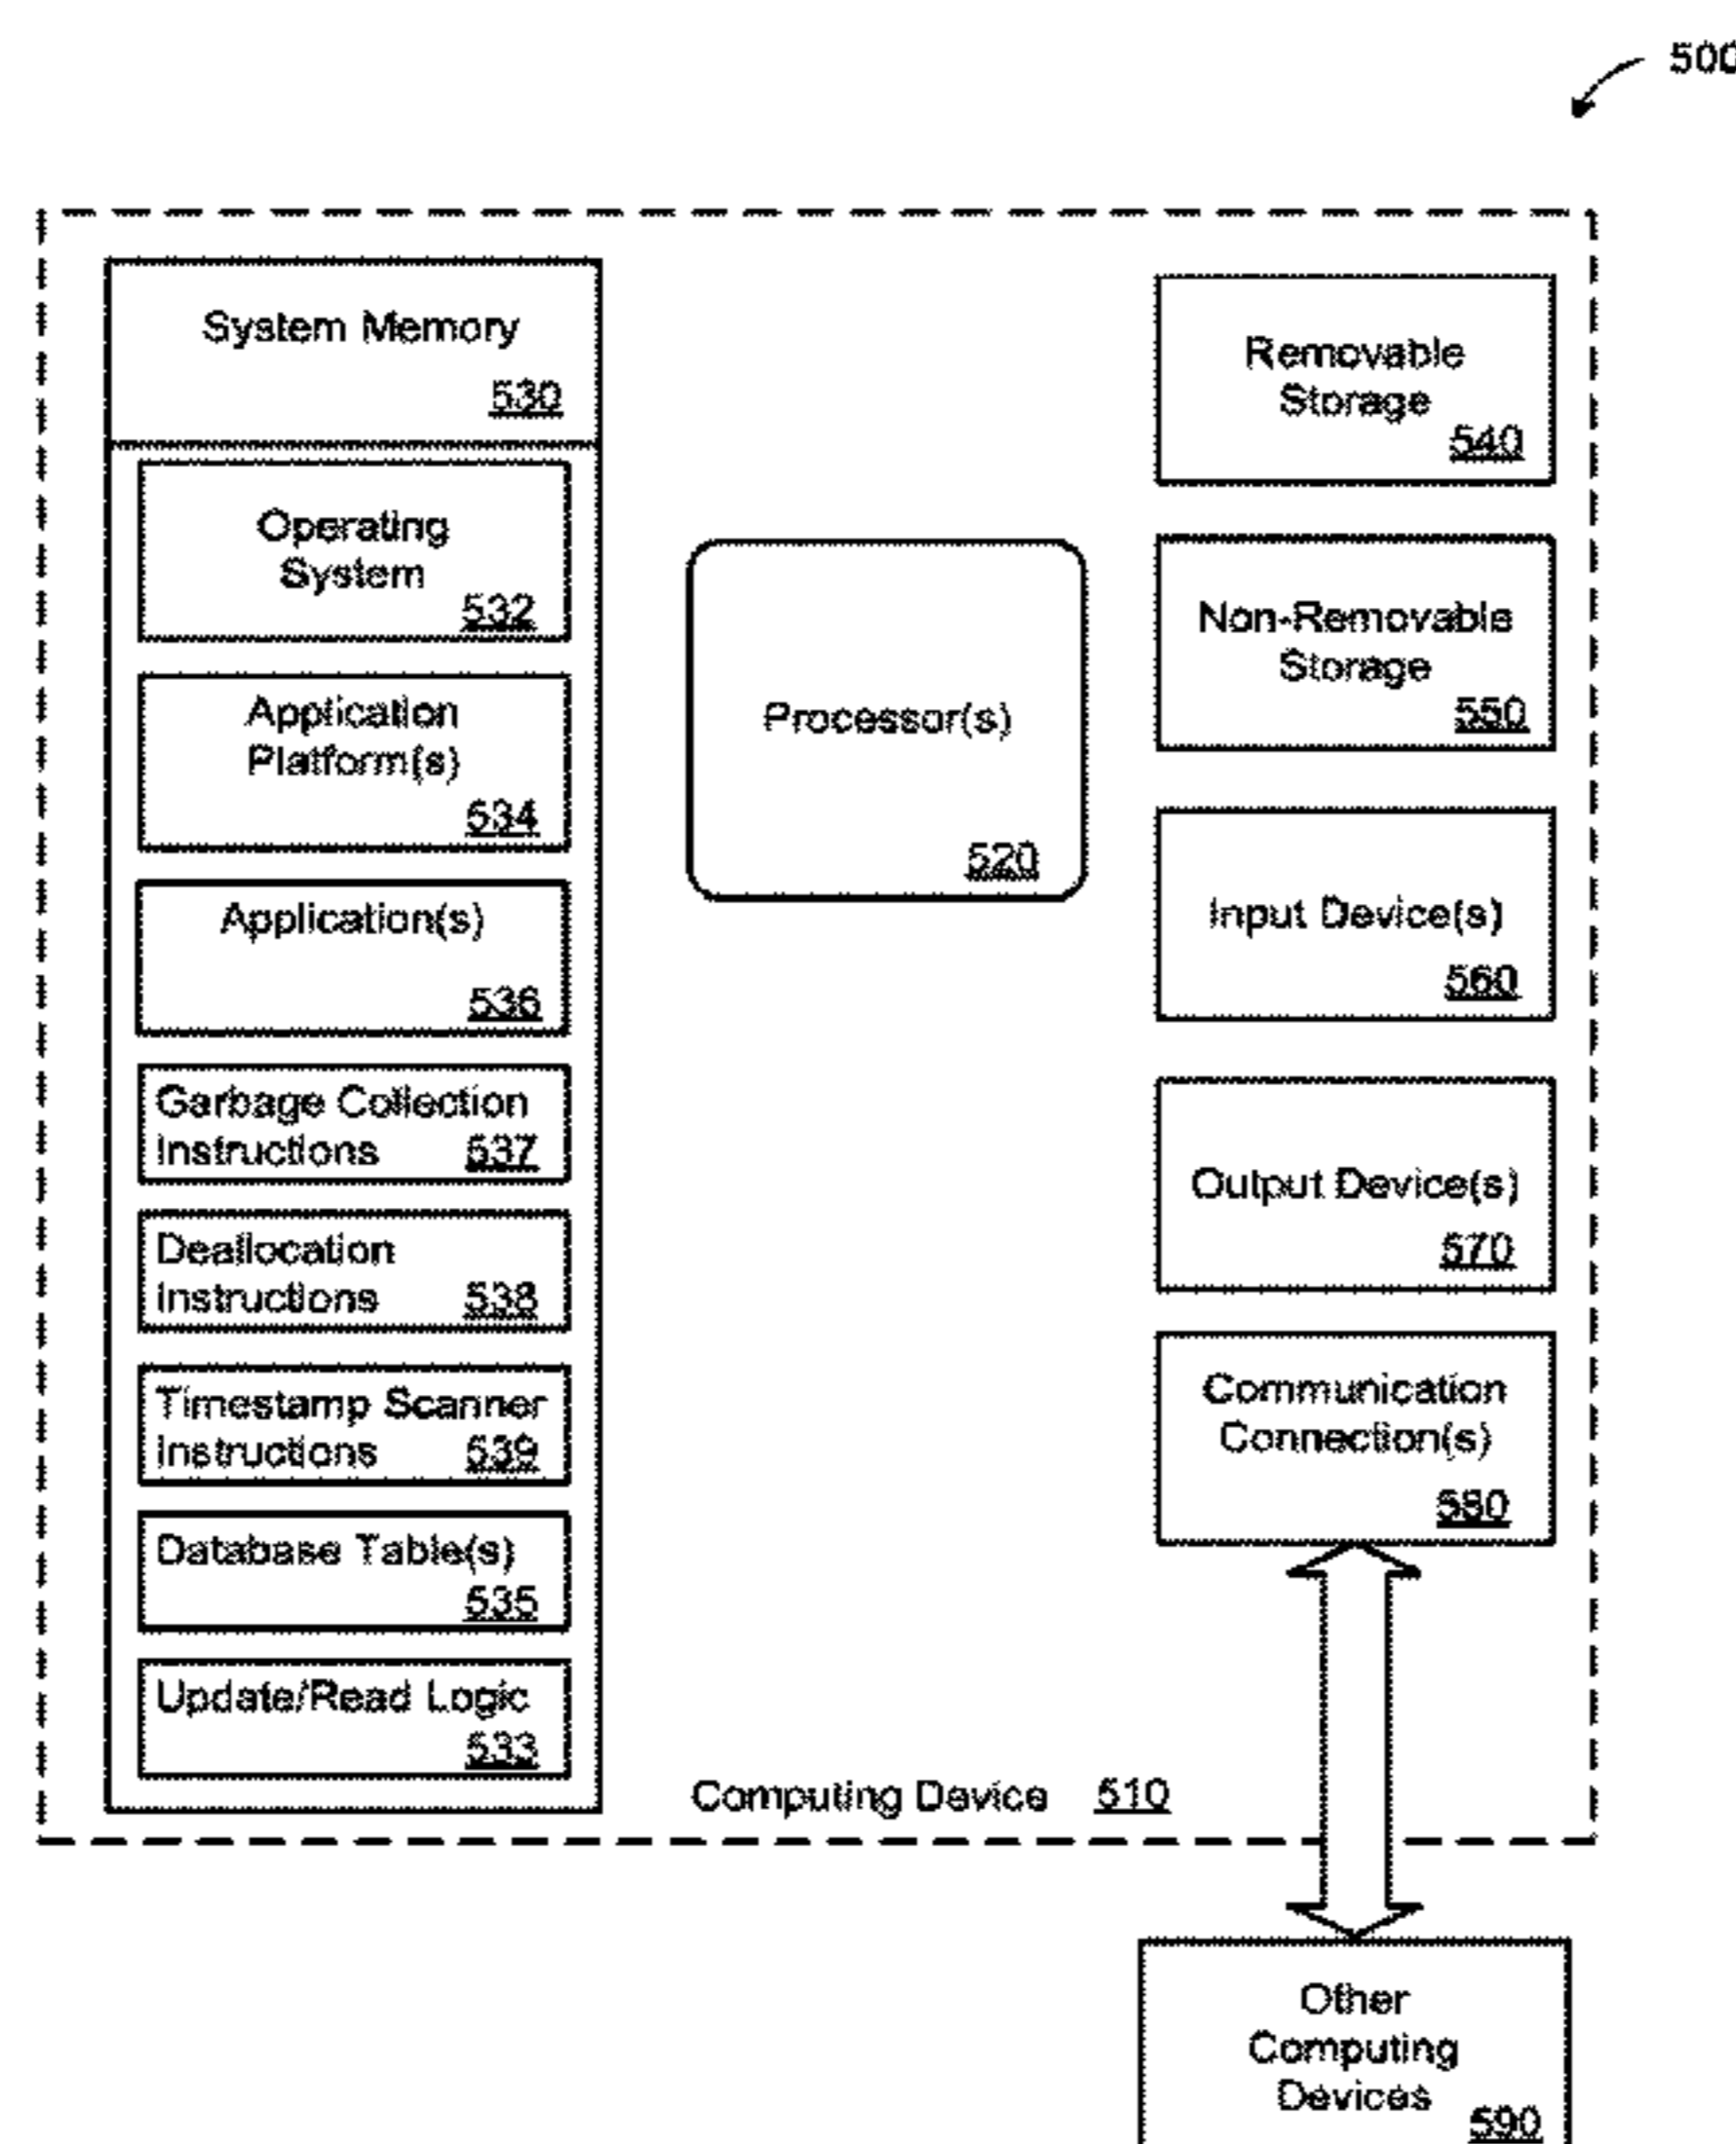 500
System Memory
530
Operating
System
532
Application
Platform(s)
534
Application(s)
536
Garbage Collection
Instructions 537
Deallocation
Instructions 538
Timestamp Scanner
Instructions 539
Database Table(s)
535
Update/Read Logic
533
Processor(s)
520
Removable
Storage
540
Non-Removable
Storage
550
Input Device(s)
560
Output Device(s)
570
Communication
Connection(s)
580
Computing Device 510
Other
Computing
Devices
590